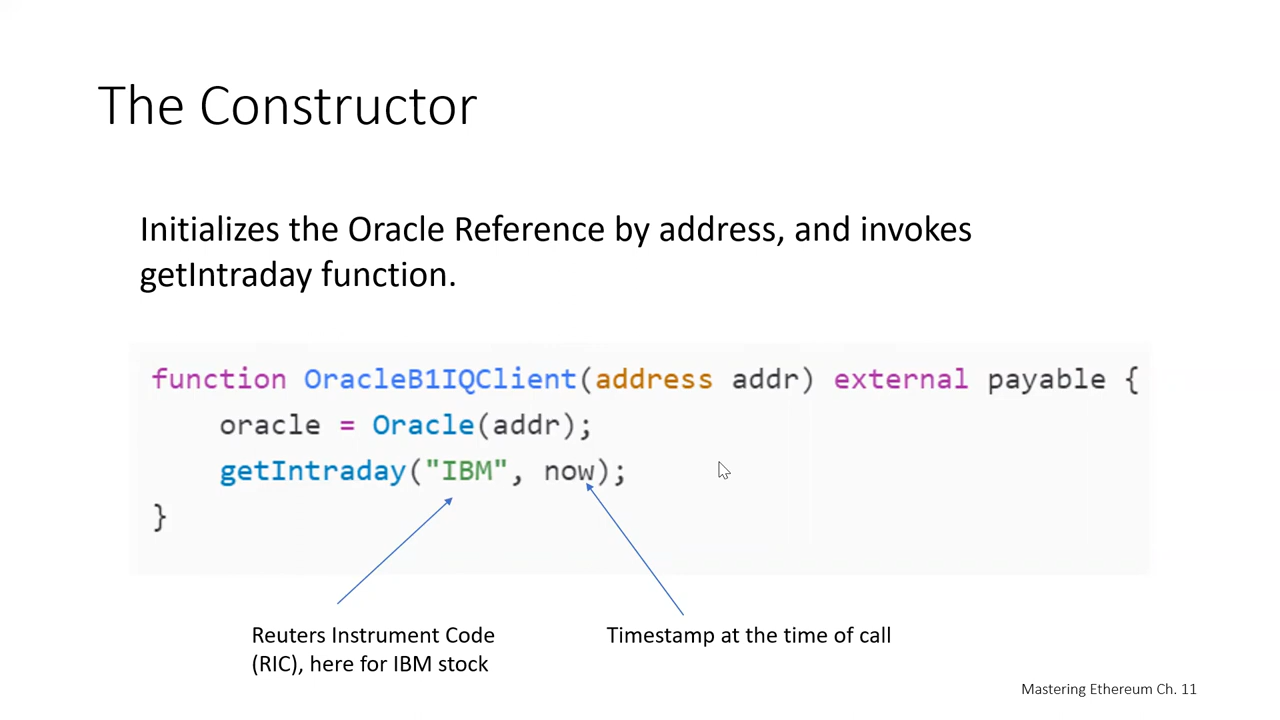 The Constructor
Initializes the Oracle Reference by address, and invokes
getIntraday function.
function OracleB1IQClient(address addr) external payable {
oracle = Oracle(addr);
getIntraday("IBM", now);
}
Reuters Instrument Code
(RIC), here for IBM stock
Timestamp at the time of call
Mastering Ethereum Ch. 11